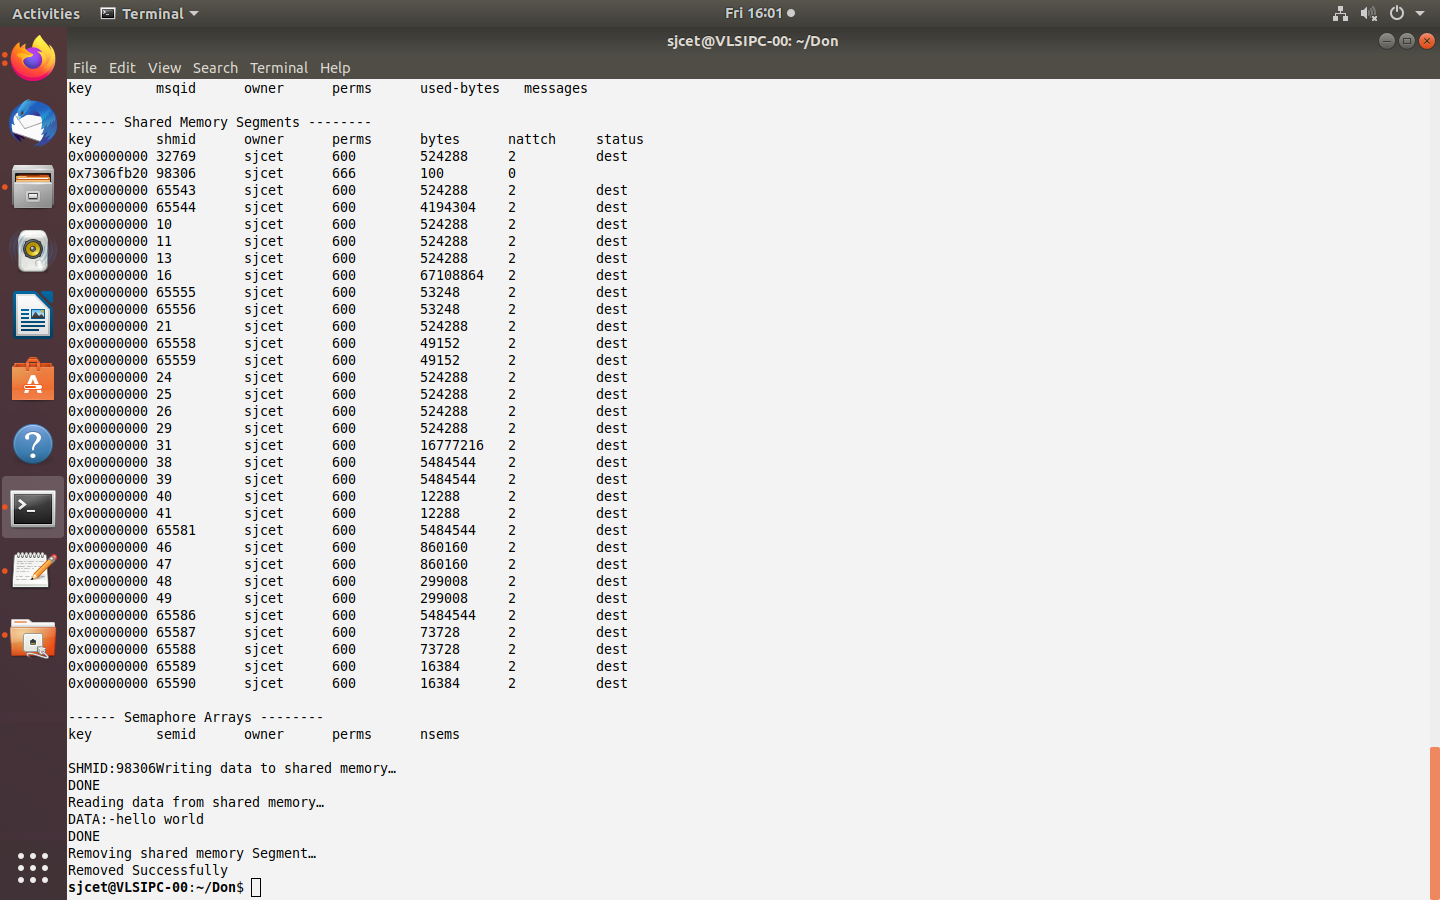 Activities Terminal Fri 16:01
sjcet@VLSIPC-00: ~/Don
File Edit View Search Terminal Help
key msqid owner perms used-bytes messages
------ Shared Memory Segments --------
key shmid owner perms bytes nattch status
0x00000000 32769 sjcet 600 524288 2 dest
0x7306fb20 98306 sjcet 666 100 0
0x00000000 65543 sjcet 600 524288 2 dest
0x00000000 65544 sjcet 600 4194304 2 dest
0x00000000 10 sjcet 600 524288 2 dest
0x00000000 11 sjcet 600 524288 2 dest
0x00000000 13 sjcet 600 524288 2 dest
0x00000000 16 sjcet 600 67108864 2 dest
0x00000000 65555 sjcet 600 53248 2 dest
0x00000000 65556 sjcet 600 53248 2 dest
0x00000000 21 sjcet 600 524288 2 dest
0x00000000 65558 sjcet 600 49152 2 dest
0x00000000 65559 sjcet 600 49152 2 dest
0x00000000 24 sjcet 600 524288 2 dest
0x00000000 25 sjcet 600 524288 2 dest
0x00000000 26 sjcet 600 524288 2 dest
0x00000000 29 sjcet 600 524288 2 dest
0x00000000 31 sjcet 600 16777216 2 dest
0x00000000 38 sjcet 600 5484544 2 dest
0x00000000 39 sjcet 600 5484544 2 dest
0x00000000 40 sjcet 600 12288 2 dest
0x00000000 41 sjcet 600 12288 2 dest
0x00000000 65581 sjcet 600 5484544 2 dest
0x00000000 46 sjcet 600 860160 2 dest
0x00000000 47 sjcet 600 860160 2 dest
0x00000000 48 sjcet 600 299008 2 dest
0x00000000 49 sjcet 600 299008 2 dest
0x00000000 65586 sjcet 600 5484544 2 dest
0x00000000 65587 sjcet 600 73728 2 dest
0x00000000 65588 sjcet 600 73728 2 dest
0x00000000 65589 sjcet 600 16384 2 dest
0x00000000 65590 sjcet 600 16384 2 dest
------ Semaphore Arrays --------
key semid owner perms nsems
SHMID:98306Writing data to shared memory…
DONE
Reading data from shared memory…
DATA:-hello world
DONE
Removing shared memory Segment…
Removed Successfully
sjcet@VLSIPC-00:~/Don$